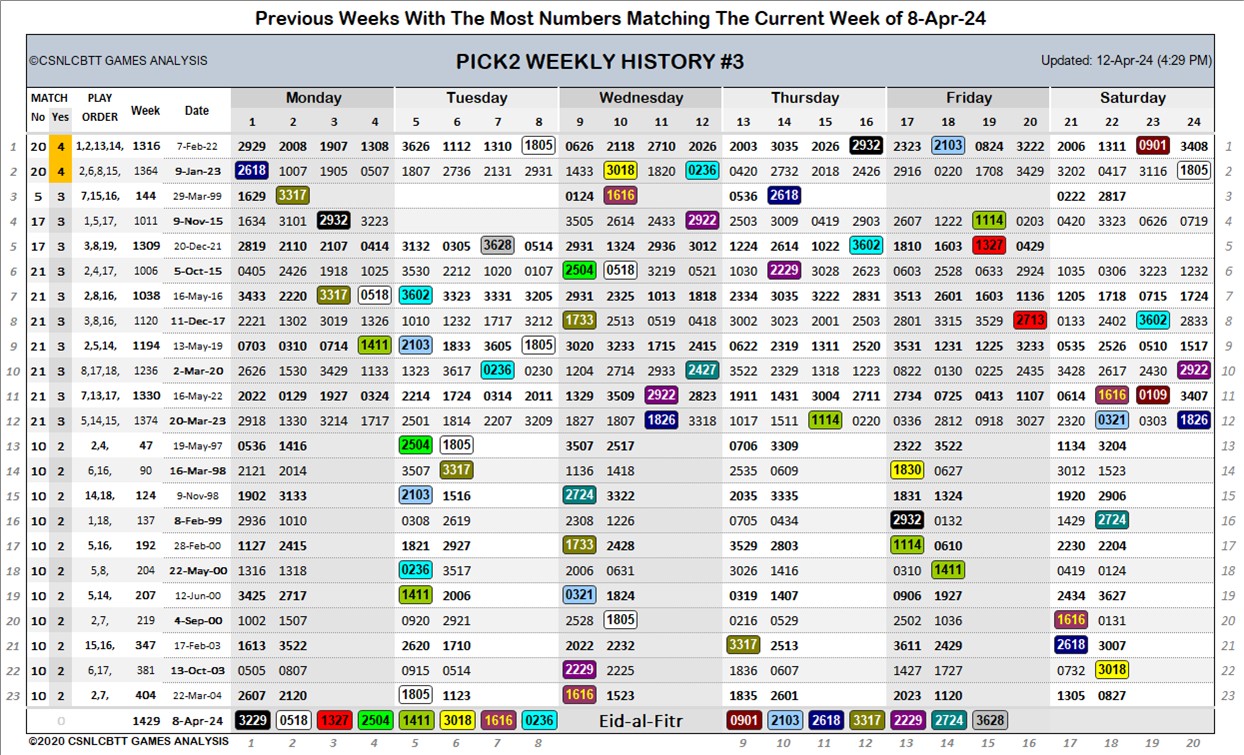 Previous Weeks With The Most Numbers Matching The Current Week of 8-Apr-24
©CSNLCBTT GAMES ANALYSIS PICK2 WEEKLY HISTORY #3 Updated: 12-Apr-24 (4:29 PM)
MATCH PLAY Week Date Monday Tuesday Wednesday Thursday Friday Saturday
No Yes ORDER 1 2 3 4 5 6 7 8 9 10 11 12 13 14 15 16 17 18 19 20 21 22 23 24
1 20 4 1,2,13,14, 1316 7-Feb-22 2929 2008 1907 1308 3626 1112 1310 1805 0626 2118 2710 2026 2003 3035 2026 2932 2323 2103 0824 3222 2006 1311 0901 3408 1
2 20 4 2,6,8,15, 1364 9-Jan-23 2618 1007 1905 0507 1807 2736 2131 2931 1433 3018 1820 0236 0420 2732 2018 2426 2916 0220 1708 3429 3202 0417 3116 1805 2
3 5 3 7,15,16, 144 29-Mar-99 1629 3317 0124 1616 0536 2618 0222 2817 3
4 17 3 1,5,17, 1011 9-Nov-15 1634 3101 2932 3223 3505 2614 2433 2922 2503 3009 0419 2903 2607 1222 1114 0203 0420 3323 0626 0719 4
5 17 3 3,8,19, 1309 20-Dec-21 2819 2110 2107 0414 3132 0305 3628 0514 2931 1324 2936 3012 1224 2614 1022 3602 1810 1603 1327 0429 5
6 21 3 2,4,17, 1006 5-Oct-15 0405 2426 1918 1025 3530 2212 1020 0107 2504 0518 3219 0521 1030 2229 3028 2623 0603 2528 0633 2924 1035 0306 3223 1232 6
7 21 3 2,8,16, 1038 16-May-16 3433 2220 3317 0518 3602 3323 3331 3205 2931 2325 1013 1818 2334 3035 3222 2831 3513 2601 1603 1136 1205 1718 0715 1724 7
8 21 3 3,8,16, 1120 11-Dec-17 2221 1302 3019 1326 1010 1232 1717 3212 1733 2513 0519 0418 3002 3023 2001 2503 2801 3315 3529 2713 0133 2402 3602 2833 8
9 21 3 2,5,14, 1194 13-May-19 0703 0310 0714 1411 2103 1833 3605 1805 3020 3233 1715 2415 0622 2319 1311 2520 3531 1231 1225 3233 0535 2526 0510 1517 9
10 21 3 8,17,18, 1236 2-Mar-20 2626 1530 3429 1133 1323 3617 0236 0230 1204 2714 2933 2427 3522 2329 1318 1223 0822 0130 0225 2435 3428 2617 2430 2922 10
11 21 3 7,13,17, 1330 16-May-22 2022 0129 1927 0324 1414 1724 0314 2011 1329 3509 2922 2823 1911 1431 3004 2711 2734 0725 0413 1107 0614 1616 0109 3407 11
12 21 3 5,14,15, 1374 20-Mar-23 2918 1330 3214 1717 2501 1814 1207 3209 1827 1807 1826 3318 1017 1511 1114 0220 0336 2812 0918 3027 2320 0321 0303 1826 12
13 10 2 2,4, 47 19-May-97 0536 1416 2504 1805 3507 2517 0706 3309 2322 3522 1134 3204 13
14 10 2 6,16, 90 16-Mar-98 2121 2014 3507 3317 1136 1418 2535 0609 1830 0627 3012 1523 14
15 10 2 14,18, 124 9-Nov-98 1902 3133 2103 1516 2724 3322 2035 3335 1831 1324 1920 2906 15
16 10 2 1,18, 137 8-Feb-99 2936 1010 0308 2619 2308 1226 0705 0434 2932 0132 1429 2724 16
17 10 2 5,16, 192 28-Feb-00 1127 2415 1821 2927 1733 2428 3529 2803 1114 0610 2230 2204 17
18 10 2 5,8, 204 22-May-00 1316 1318 0236 3517 2006 0631 3026 1416 0310 1411 0419 0124 18
19 10 2 5,14, 207 12-Jun-00 3425 2717 1411 2006 0321 1824 0319 1407 0906 1927 2434 3627 19
20 10 2 2,7, 219 4-Sep-00 1002 1507 0920 2921 2528 1805 0216 0529 2502 1036 1616 0131 20
21 10 2 15,16, 347 17-Feb-03 1613 3522 2620 1710 2022 2232 3317 2513 3611 2429 2618 3007 21
22 10 2 6,17, 381 13-Oct-03 0505 0807 0915 0514 2229 2225 1836 0607 1427 1727 0732 3018 22
23 10 2 2,7, 404 22-Mar-04 2607 2120 1805 1123 1616 1523 1835 2601 2023 1120 1305 0827 23
0 1429 8-Apr-24 3229 0518 1327 2504 1411 3018 1616 0236 Eid-al-Fitr 0901 2103 2618 3317 2229 2724 3628
©2020 CSNLCBTT GAMES ANALYSIS 1 2 3 4 5 6 7 8 9 10 11 12 13 14 15 16 17 18 19 20